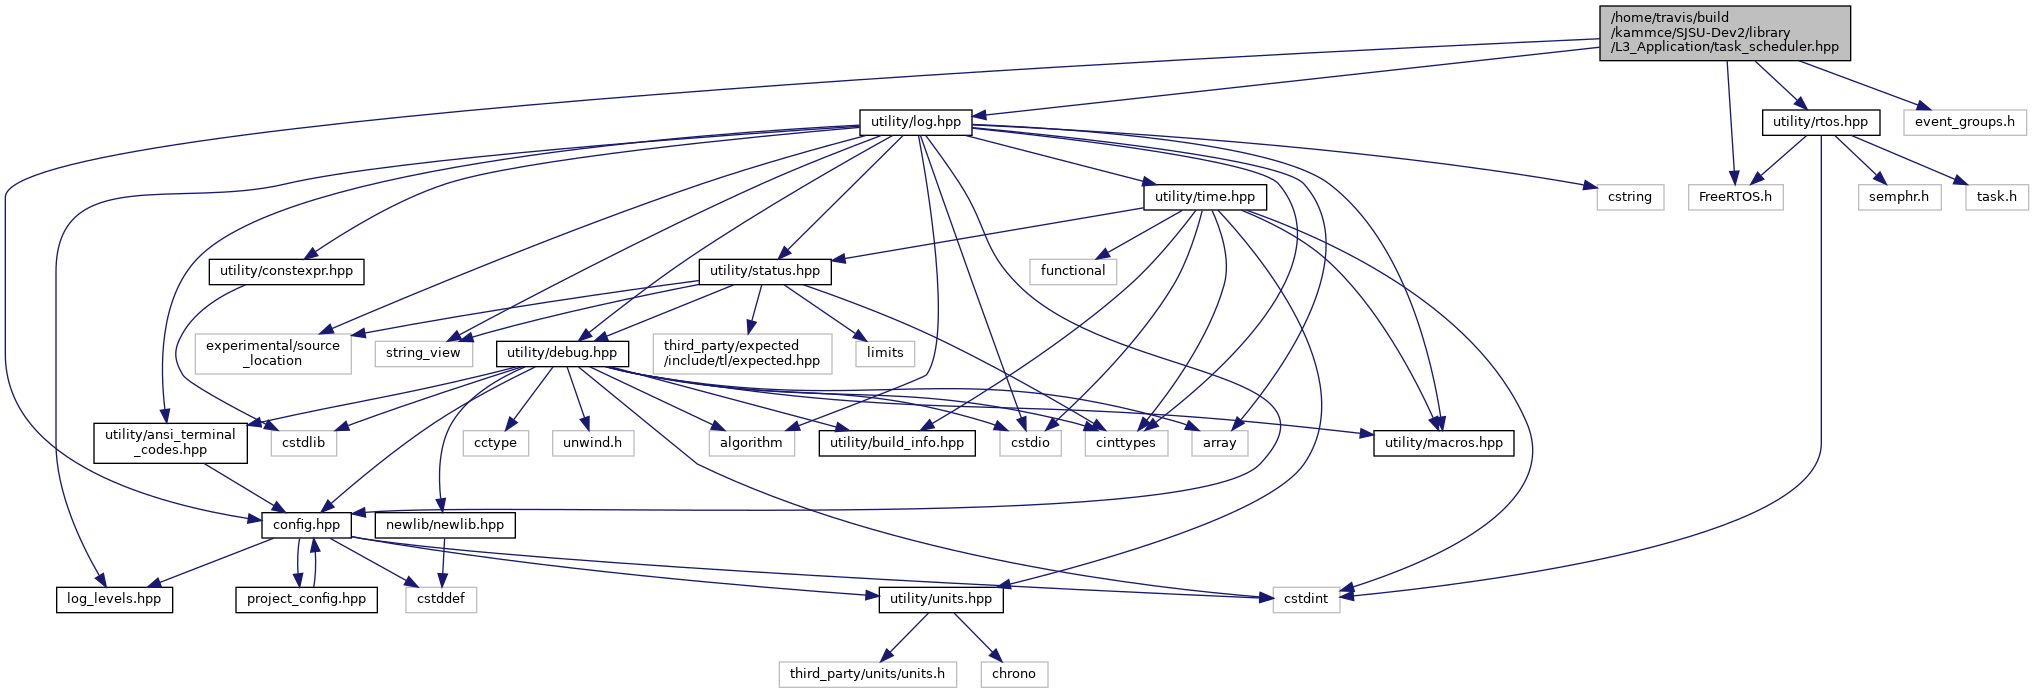 /home/travis/build
/kammce/SJSU-Dev2/library
/L3_Application/task_scheduler.hpp
utility/log.hpp
utility/rtos.hpp
event_groups.h
utility/time.hpp
cstring
FreeRTOS.h
semphr.h
task.h
utility/constexpr.hpp
utility/status.hpp
functional
experimental/source
_location
string_view
utility/debug.hpp
third_party/expected
/include/tl/expected.hpp
limits
utility/ansi_terminal
_codes.hpp
cstdlib
cctype
unwind.h
algorithm
utility/build_info.hpp
cstdio
cinttypes
array
utility/macros.hpp
config.hpp
newlib/newlib.hpp
log_levels.hpp
project_config.hpp
cstddef
utility/units.hpp
cstdint
third_party/units/units.h
chrono